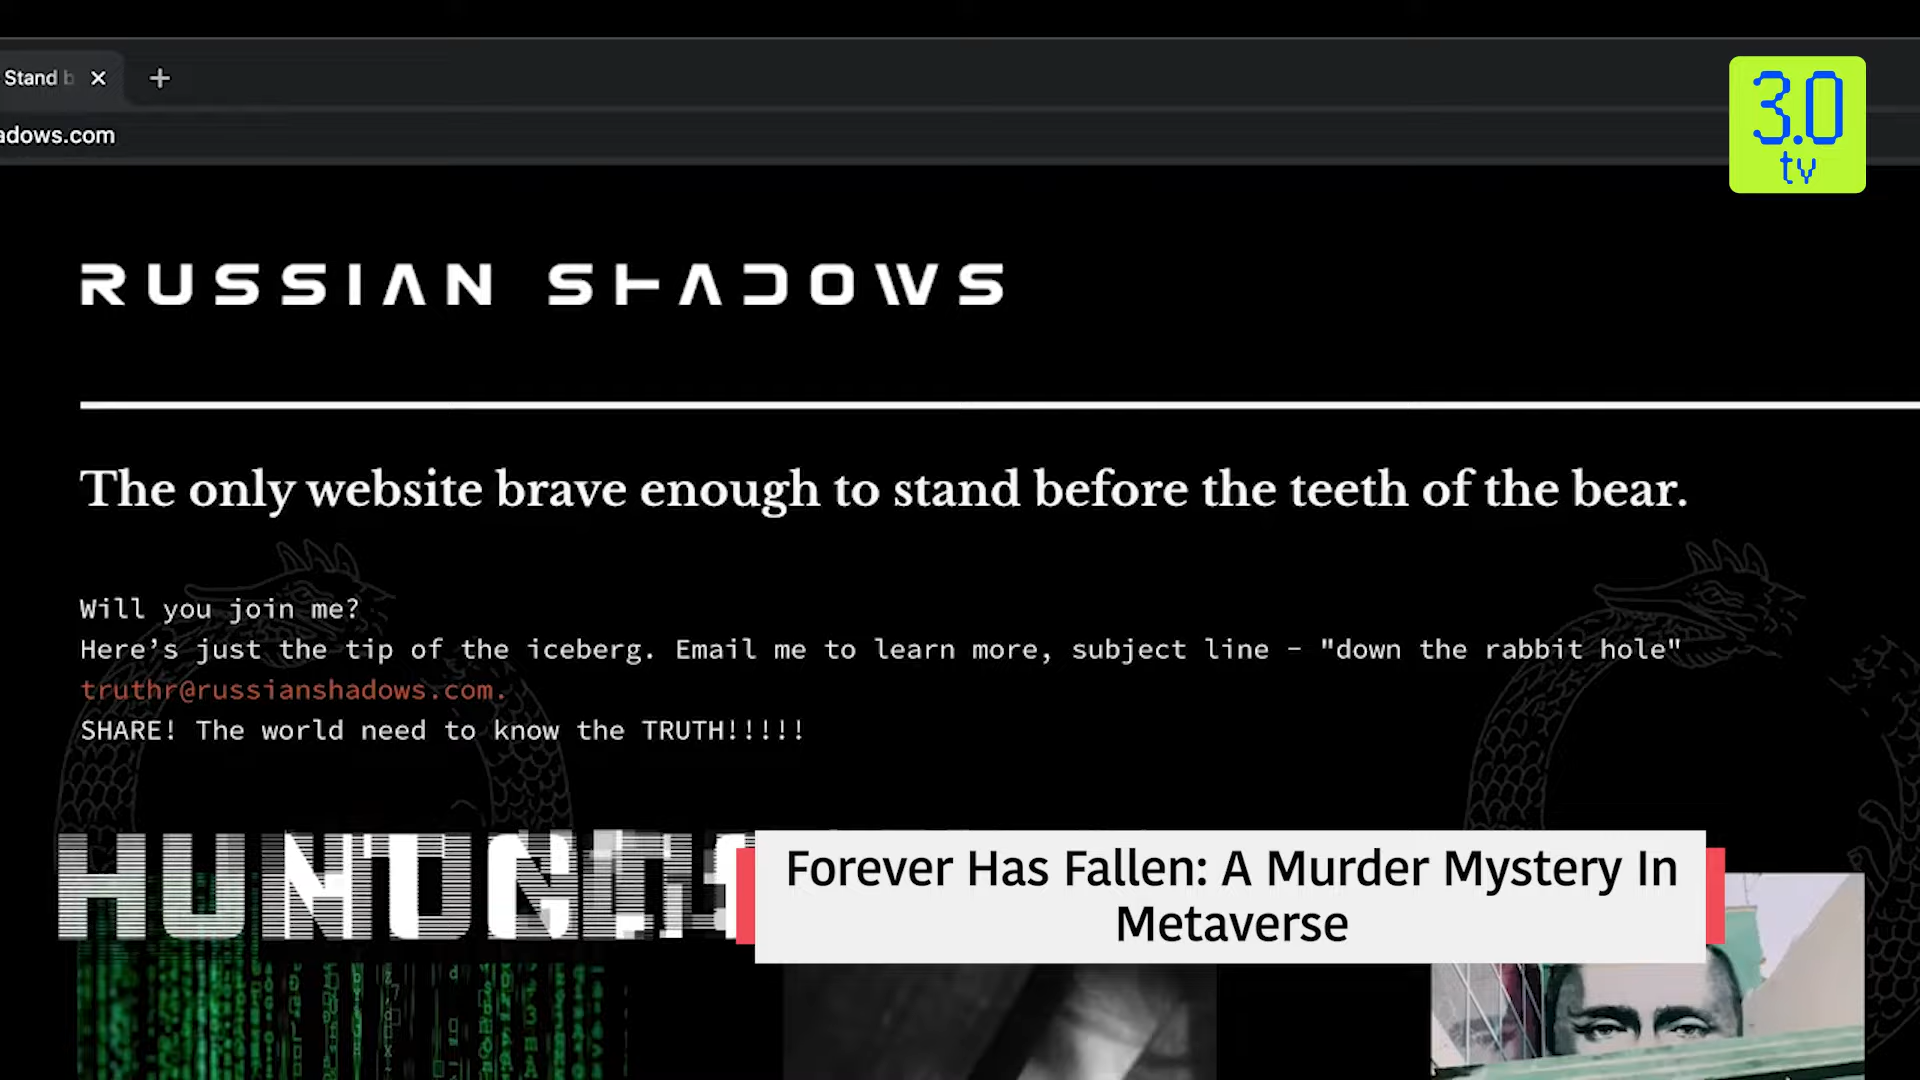 Stand b
3.0
tv
adows.com
RUSSIAN SHADOWS
The only website brave enough to stand before the teeth of the bear.
Will you join me?
Here’s just the tip of the iceberg. Email me to learn more, subject line – "down the rabbit hole"
truthr@russianshadows.com.
SHARE! The world need to know the TRUTH!!!!!
Forever Has Fallen: A Murder Mystery In
Metaverse